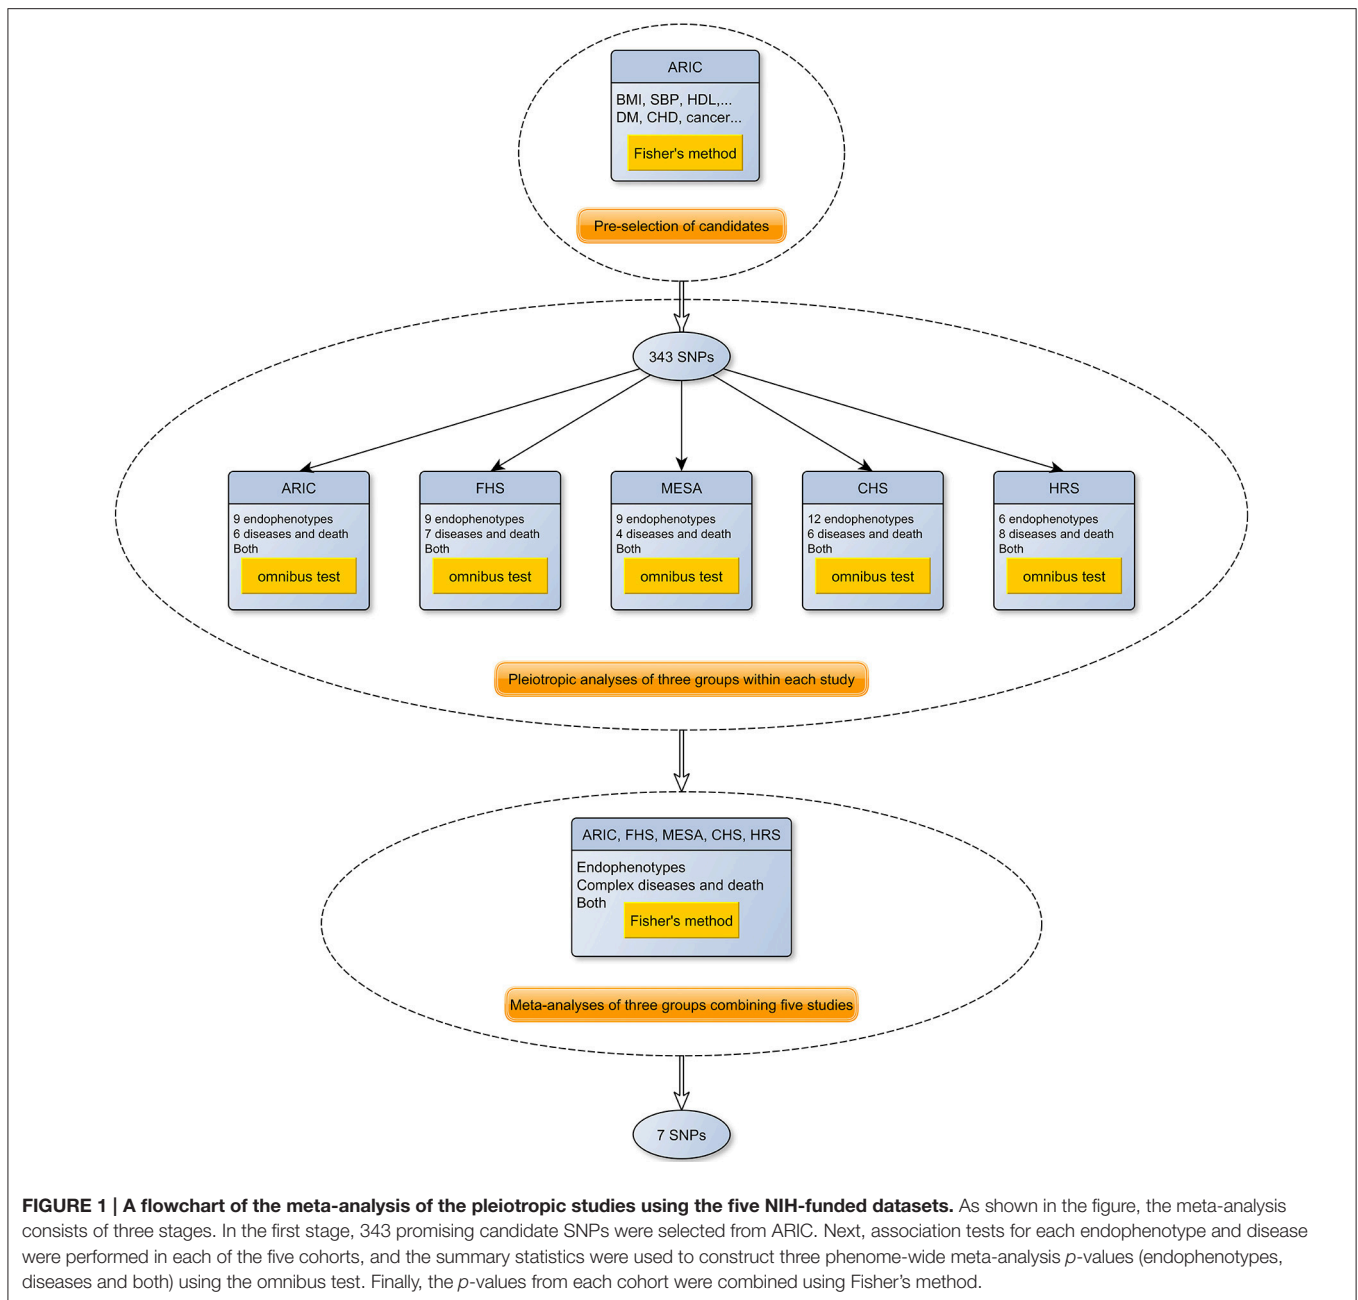 ARIC
BMI, SBP, HDL,...
DM, CHD, cancer...
Fisher's method
Pre-selection of candidates
343 SNPs
ARIC
9 endophenotypes
6 diseases and death
Both
omnibus test
FHS
9 endophenotypes
7 diseases and death
Both
omnibus test
MESA
9 endophenotypes
4 diseases and death
Both
omnibus test
CHS
12 endophenotypes
6 diseases and death
Both
omnibus test
HRS
6 endophenotypes
8 diseases and death
Both
omnibus test
Pleiotropic analyses of three groups within each study
ARIC, FHS, MESA, CHS, HRS
Endophenotypes
Complex diseases and death
Both
Fisher's method
Meta-analyses of three groups combining five studies
7 SNPs
FIGURE 1 | A flowchart of the meta-analysis of the pleiotropic studies using the five NIH-funded datasets. As shown in the figure, the meta-analysis
consists of three stages. In the first stage, 343 promising candidate SNPs were selected from ARIC. Next, association tests for each endophenotype and disease
were performed in each of the five cohorts, and the summary statistics were used to construct three phenome-wide meta-analysis p-values (endophenotypes,
diseases and both) using the omnibus test. Finally, the p-values from each cohort were combined using Fisher's method.